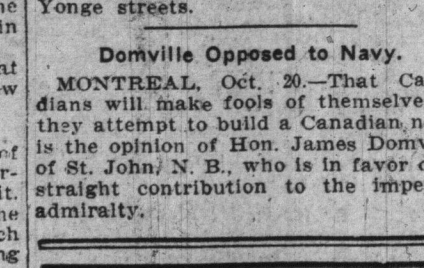 Yonge streets.
Domville Opposed to Navy.
MONTREAL, Oct. 20.—That Ca
dians will make fools of themselve
they attempt to build a Canadian n
is the opinion of Hon. James Domv
of St. John, N. B., who is in favor o
straight contribution to the impe
admiralty.